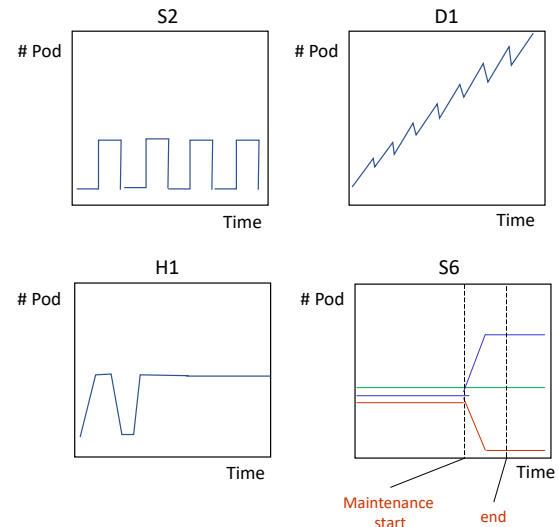 S2
# Pod
Time
D1
# Pod
Time
H1
# Pod
Time
S6
# Pod
Time
Maintenance
start
end